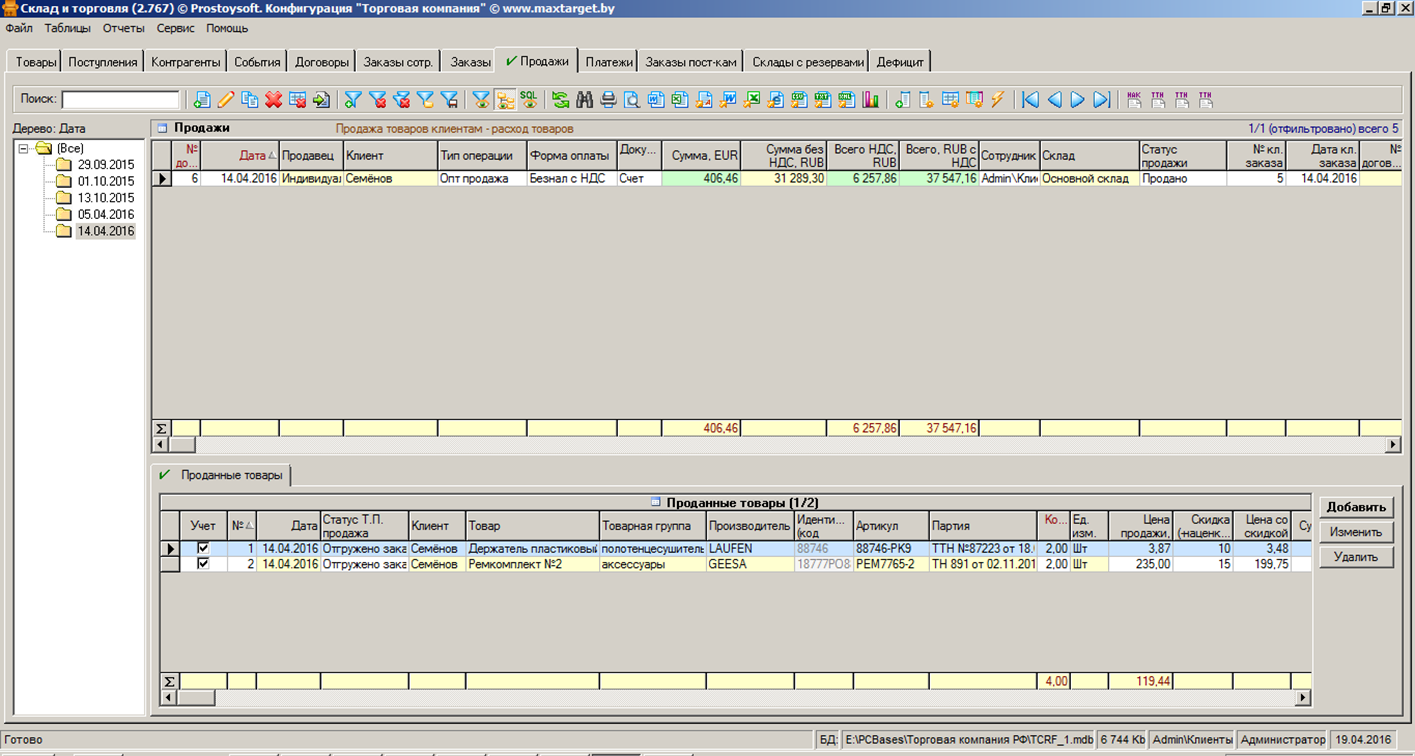 Склад и торговля (2.767) © Prostoysoft. Конфигурация "Торговая компания" © www.maxtarget.by
Файл Таблицы Отчеты Сервис Помощь
Товары Поступления Контрагенты События Договоры Заказы сотр. Заказы Продажи Платежи Заказы пост-кам Склады с резервами Дефицит
Поиск: SQL НАК ТТН ТТН ТТН
Дерево: Дата
(Все)
29.09.2015
01.10.2015
13.10.2015
05.04.2016
14.04.2016
Продажи Продажа товаров клиентам - расход товаров 1/1 (отфильтровано) всего 5
№ до... Дата Продавец Клиент Тип операции Форма оплаты Доку... Сумма, EUR Сумма без НДС, RUB Всего НДС, RUB Всего, RUB с НДС Сотрудник Склад Статус продажи № кл. заказа Дата кл. заказа № догов...
6 14.04.2016 Индивидуал Семёнов Опт продажа Безнал с НДС Счет 406,46 31 289,30 6 257,86 37 547,16 Admin\Кли Основной склад Продано 5 14.04.2016
Σ 406,46 6 257,86 37 547,16
Проданные товары
Проданные товары (1/2)
Учет № Дата Статус Т.П. продажа Клиент Товар Товарная группа Производитель Иденти... (код Артикул Партия Ко... Ед. изм. Цена продажи, Скидка (-наценк... Цена со скидкой Су
1 14.04.2016 Отгружено зака Семёнов Держатель пластиковый полотенцесушитель LAUFEN 88746 88746-PK9 ТТН №87223 от 18. 2,00 Шт 3,87 10 3,48
2 14.04.2016 Отгружено зака Семёнов Ремкомплект №2 аксессуары GEESA 18777PO8 PEM7765-2 ТН 891 от 02.11.201 2,00 Шт 235,00 15 199,75
Σ 4,00 119,44
Добавить
Изменить
Удалить
Готово БД: E:\PCBases\Торговая компания РФ\TCRF_1.mdb 6 744 Kb Admin\Клиенты Администратор 19.04.2016